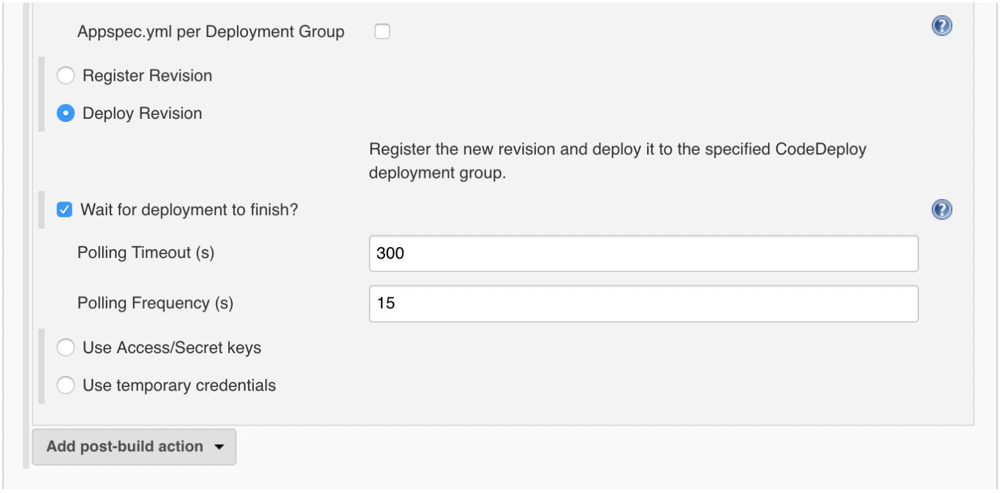 Appspec.yml per Deployment Group
?
Register Revision
Deploy Revision
Register the new revision and deploy it to the specified CodeDeploy
deployment group.
Wait for deployment to finish?
?
Polling Timeout (s)
300
Polling Frequency (s)
15
Use Access/Secret keys
Use temporary credentials
Add post-build action